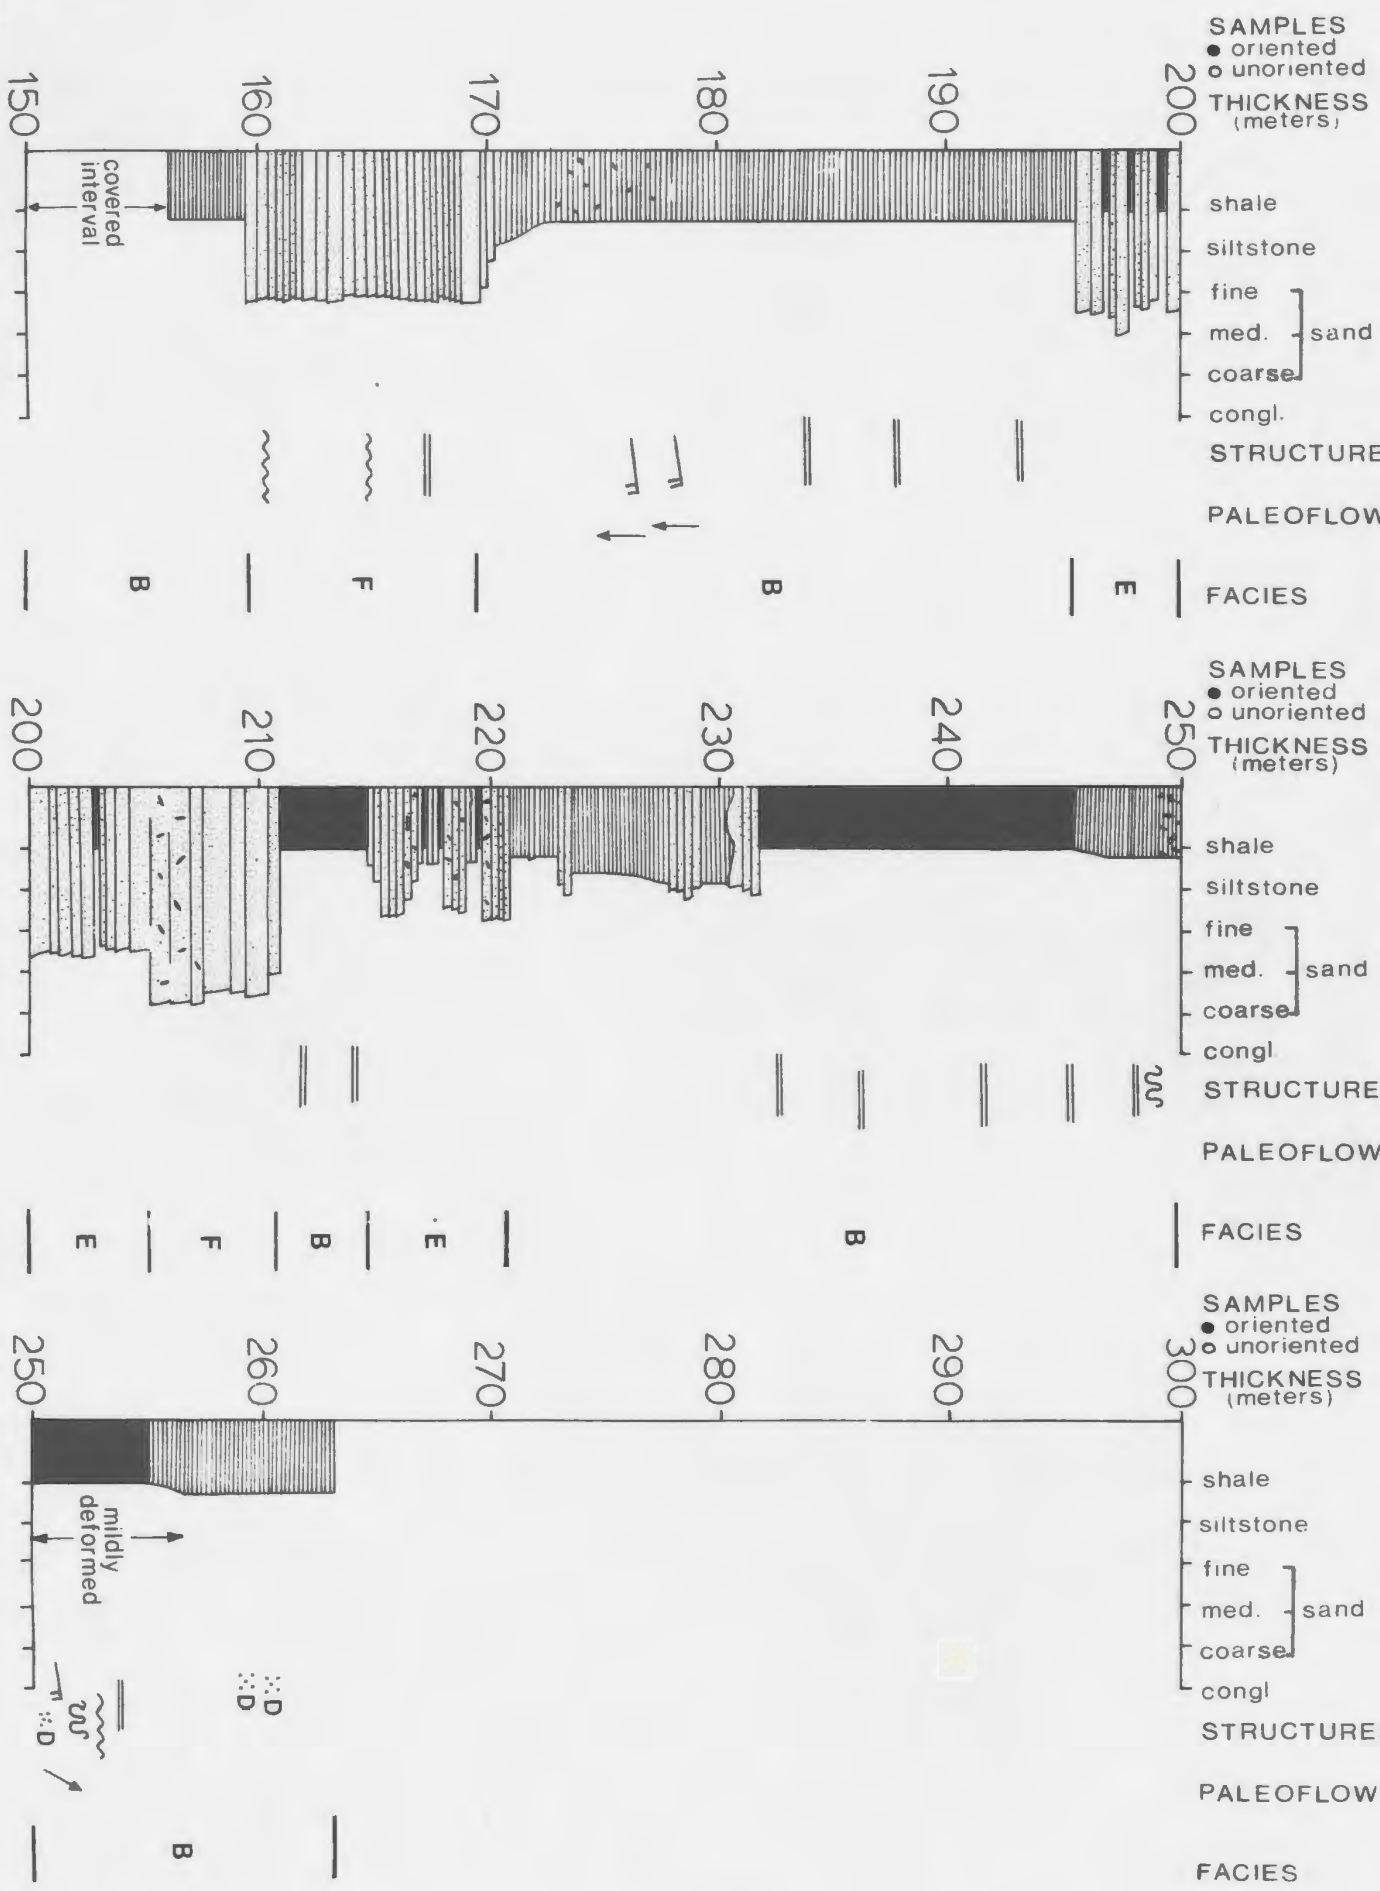 SAMPLES
● oriented
o unoriented
THICKNESS
(meters)
150 160 170 180 190 200
covered
interval
shale
siltstone
fine
med.
sand
coarse
congl.
STRUCTURE
PALEOFLOW
B F B E
FACIES
SAMPLES
● oriented
o unoriented
THICKNESS
(meters)
200 210 220 230 240 250
shale
siltstone
fine
med.
sand
coarse
congl
STRUCTURE
PALEOFLOW
E F B E B
FACIES
SAMPLES
● oriented
o unoriented
THICKNESS
(meters)
250 260 270 280 290 300
mildly
deformed
shale
siltstone
fine
med.
sand
coarse
congl
D D D
STRUCTURE
PALEOFLOW
B
FACIES